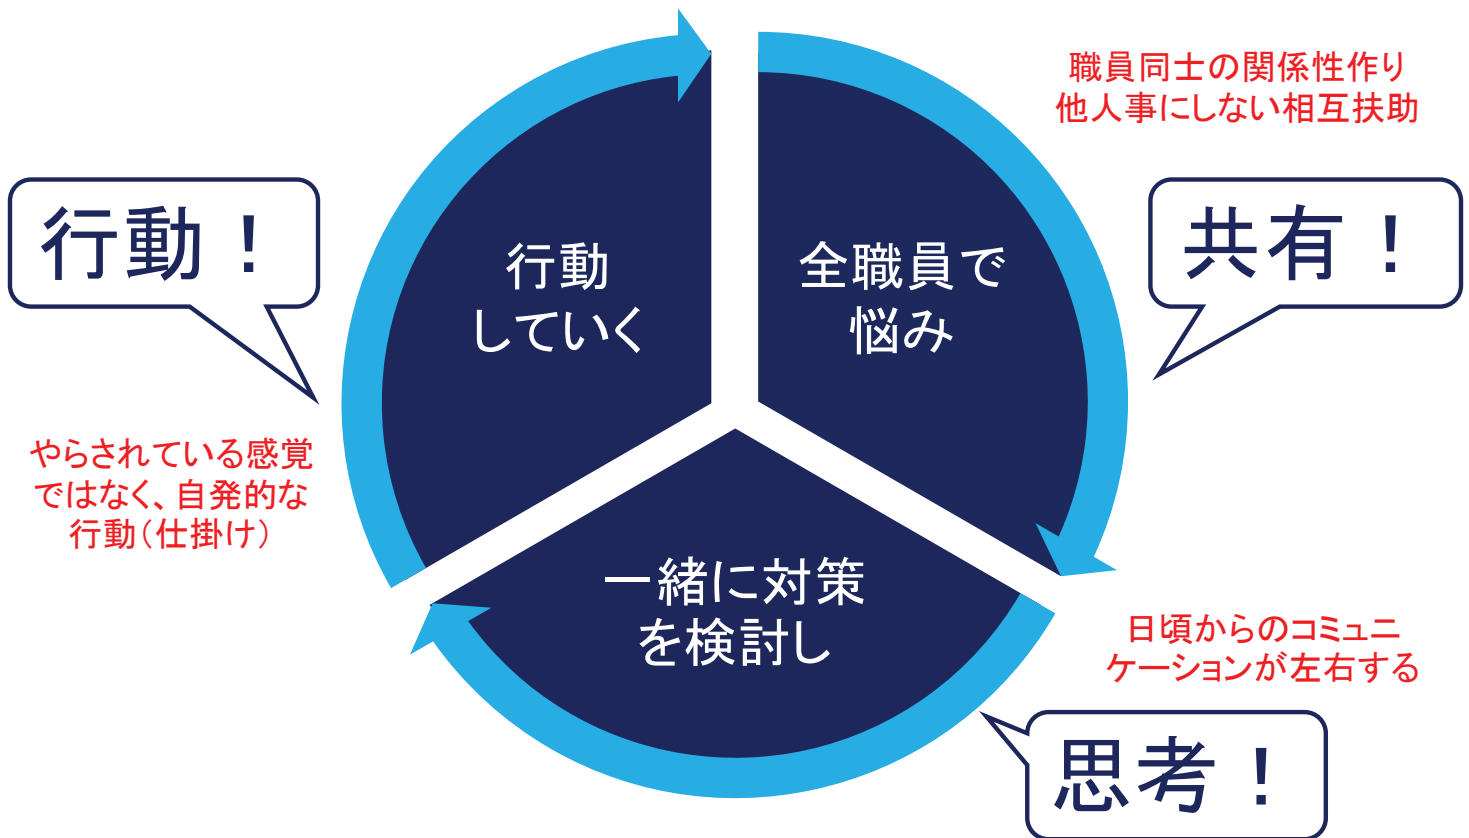 職員同士の関係性作り
他人事にしない相互扶助
共有！
全職員で
悩み
日頃からのコミュニ
ケーションが左右する
思考！
一緒に対策
を検討し
行動！
行動
していく
やらされている感覚
ではなく、自発的な
行動（仕掛け）